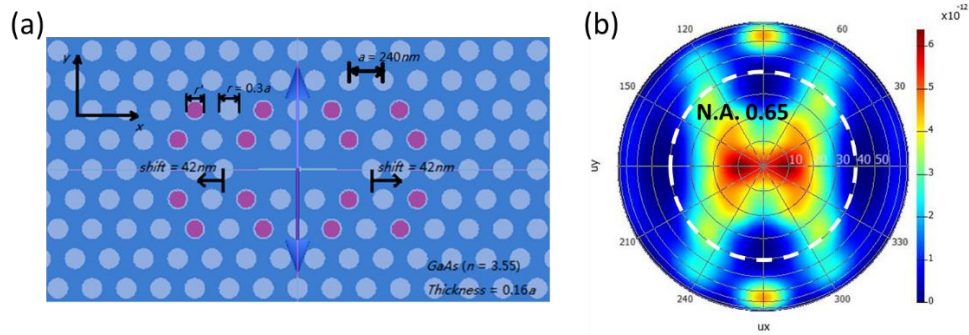 (a)
y
x
r'
r = 0.3a
a = 240nm
shift = 42nm
shift = 42nm
GaAs (n = 3.55)
Thickness = 0.16a
(b)
x10⁻¹²
120
60
150
30
N.A. 0.65
10 20 30 40 50
210
330
240
300
uy
ux
6
5
4
3
2
1
0